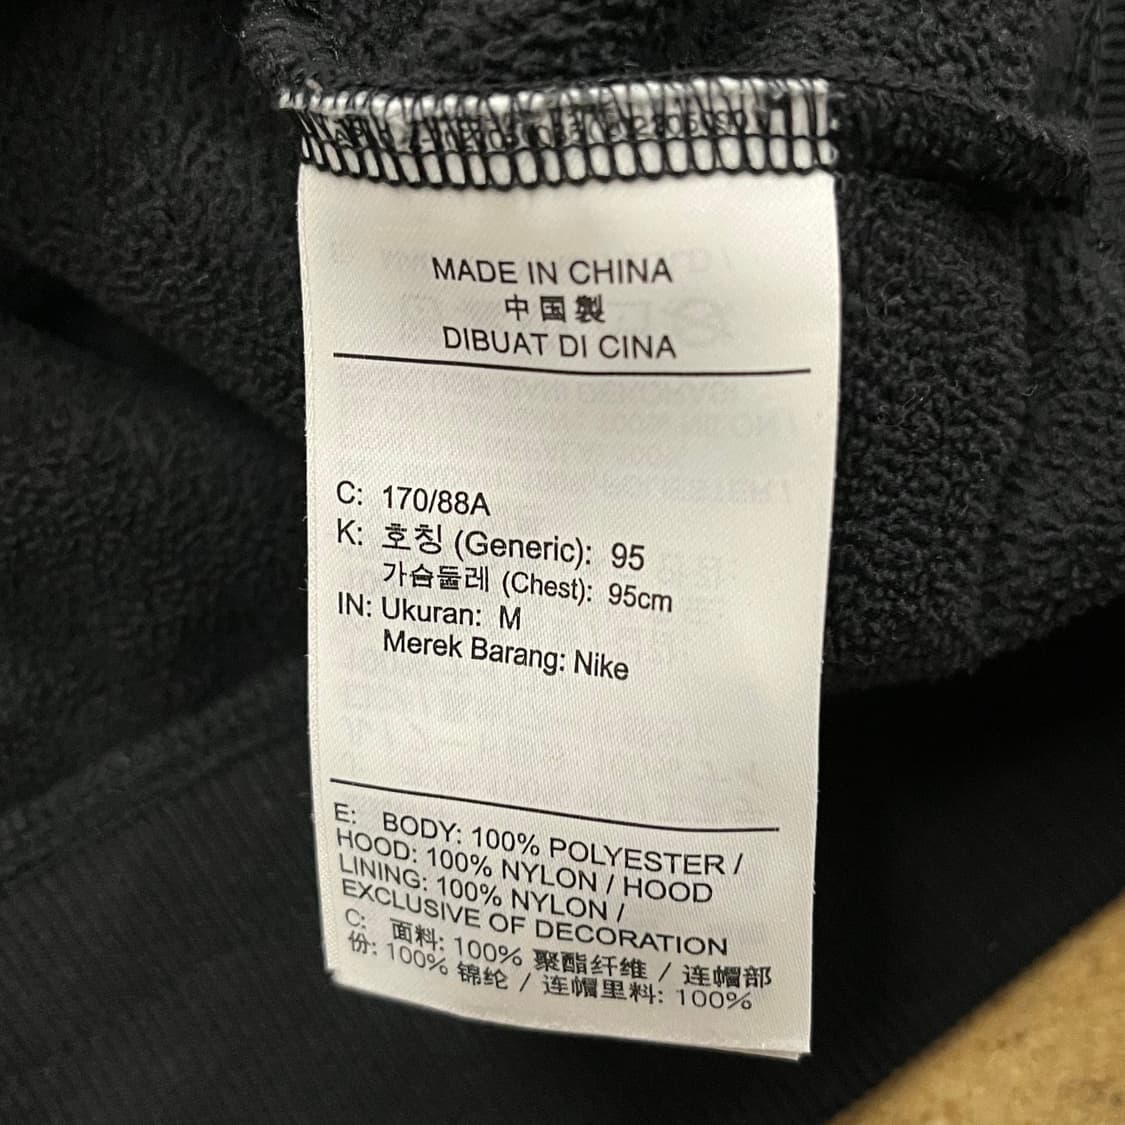 MADE IN CHINA
中国製
DIBUAT DI CINA
C: 170/88A
K: 호칭 (Generic): 95
가슴둘레 (Chest): 95cm
IN: Ukuran: M
Merek Barang: Nike
E: BODY: 100% POLYESTER /
HOOD: 100% NYLON / HOOD
LINING: 100% NYLON /
EXCLUSIVE OF DECORATION
C: 面料: 100% 聚酯纤维 / 连帽部
份: 100% 锦纶 / 连帽里料: 100%